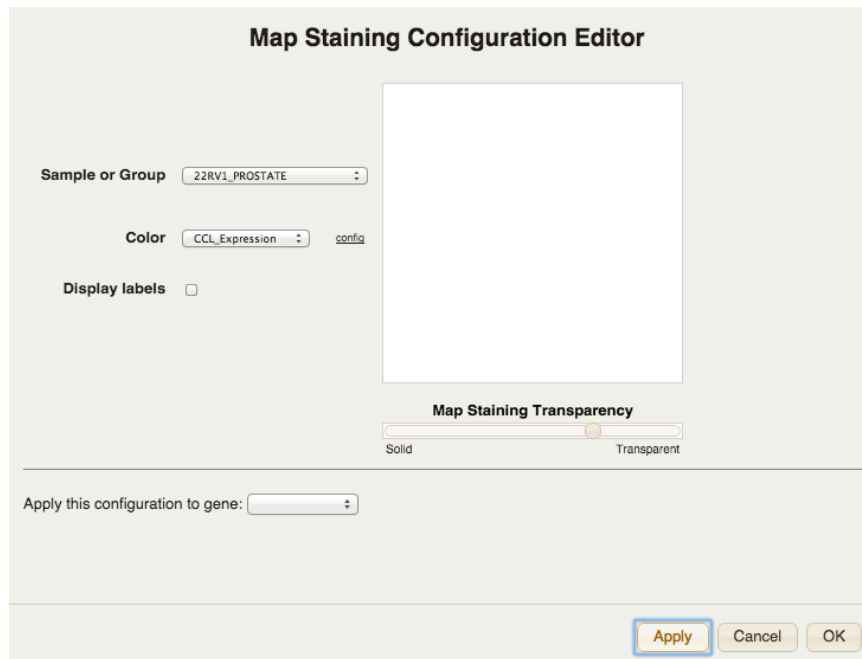 Map Staining Configuration Editor
Sample or Group 22RV1_PROSTATE
Color CCL_Expression config
Display labels
Map Staining Transparency
Solid Transparent
Apply this configuration to gene:
Apply Cancel OK